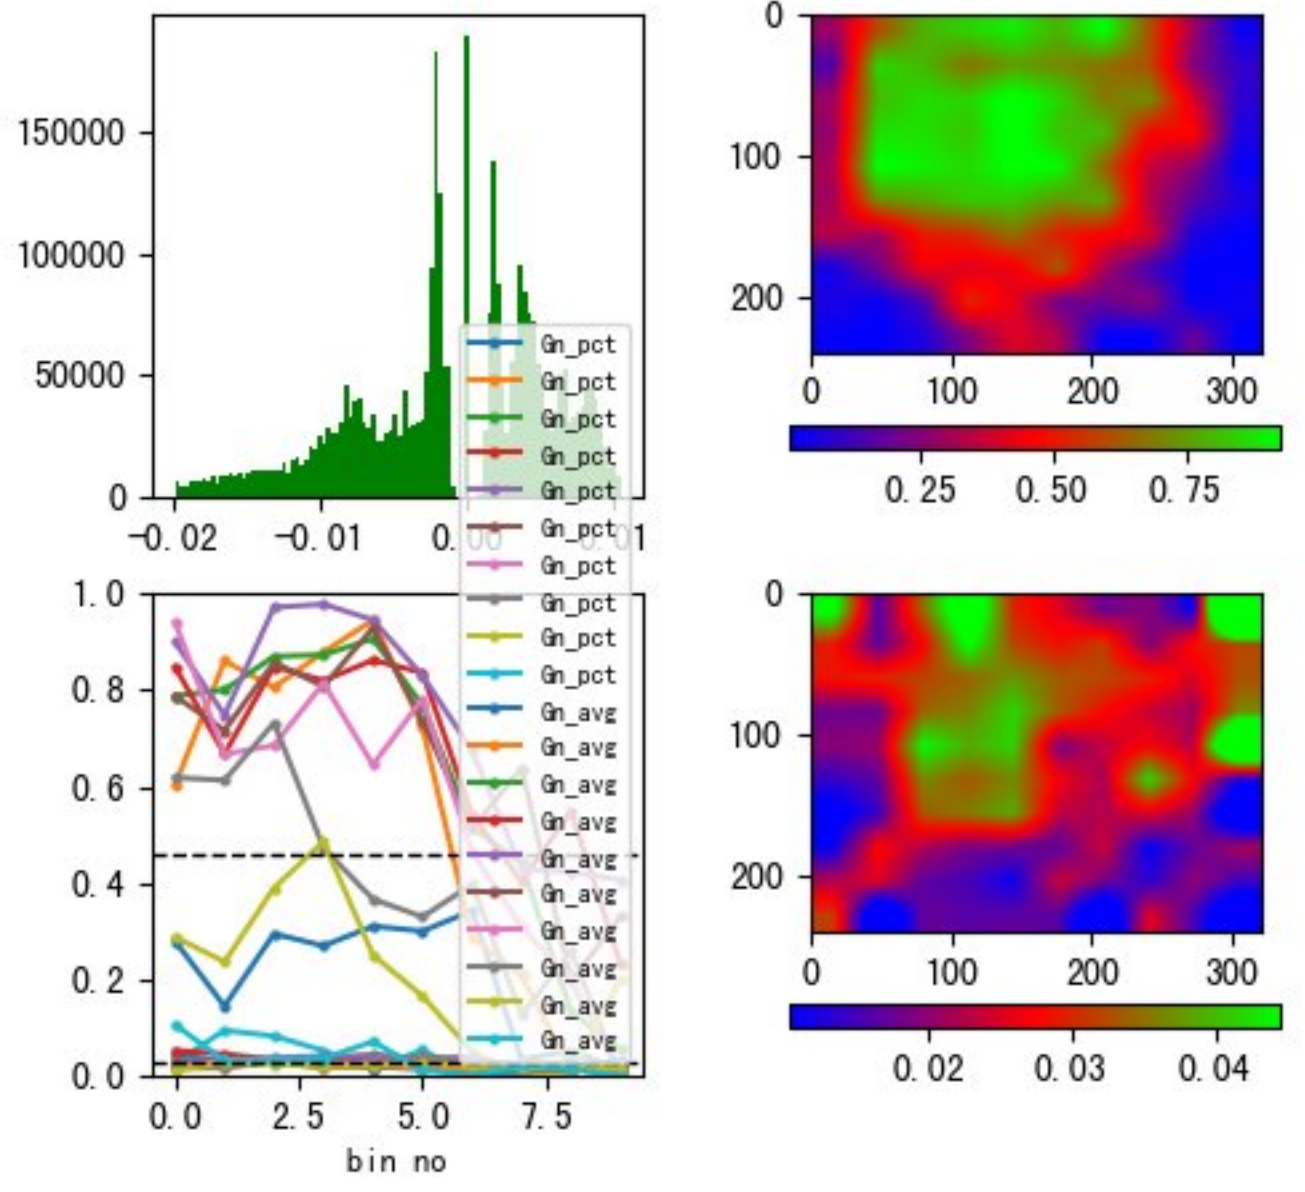 150000
100000
50000
0
-0.02 -0.01 0.00 0.01
0
100
200
0 100 200 300
0.25 0.50 0.75
Gn_pct
Gn_pct
Gn_pct
Gn_pct
Gn_pct
Gn_pct
Gn_pct
Gn_pct
Gn_pct
Gn_pct
Gn_avg
Gn_avg
Gn_avg
Gn_avg
Gn_avg
Gn_avg
Gn_avg
Gn_avg
Gn_avg
Gn_avg
1.0
0.8
0.6
0.4
0.2
0.0
0.0 2.5 5.0 7.5
bin no
0
100
200
0 100 200 300
0.02 0.03 0.04